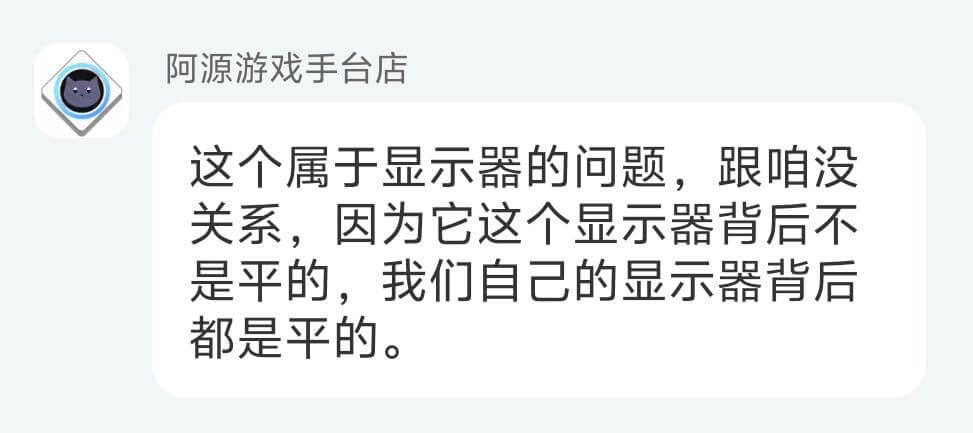 阿源游戏手台店
这个属于显示器的问题，跟咱没
关系，因为它这个显示器背后不
是平的，我们自己的显示器背后
都是平的。